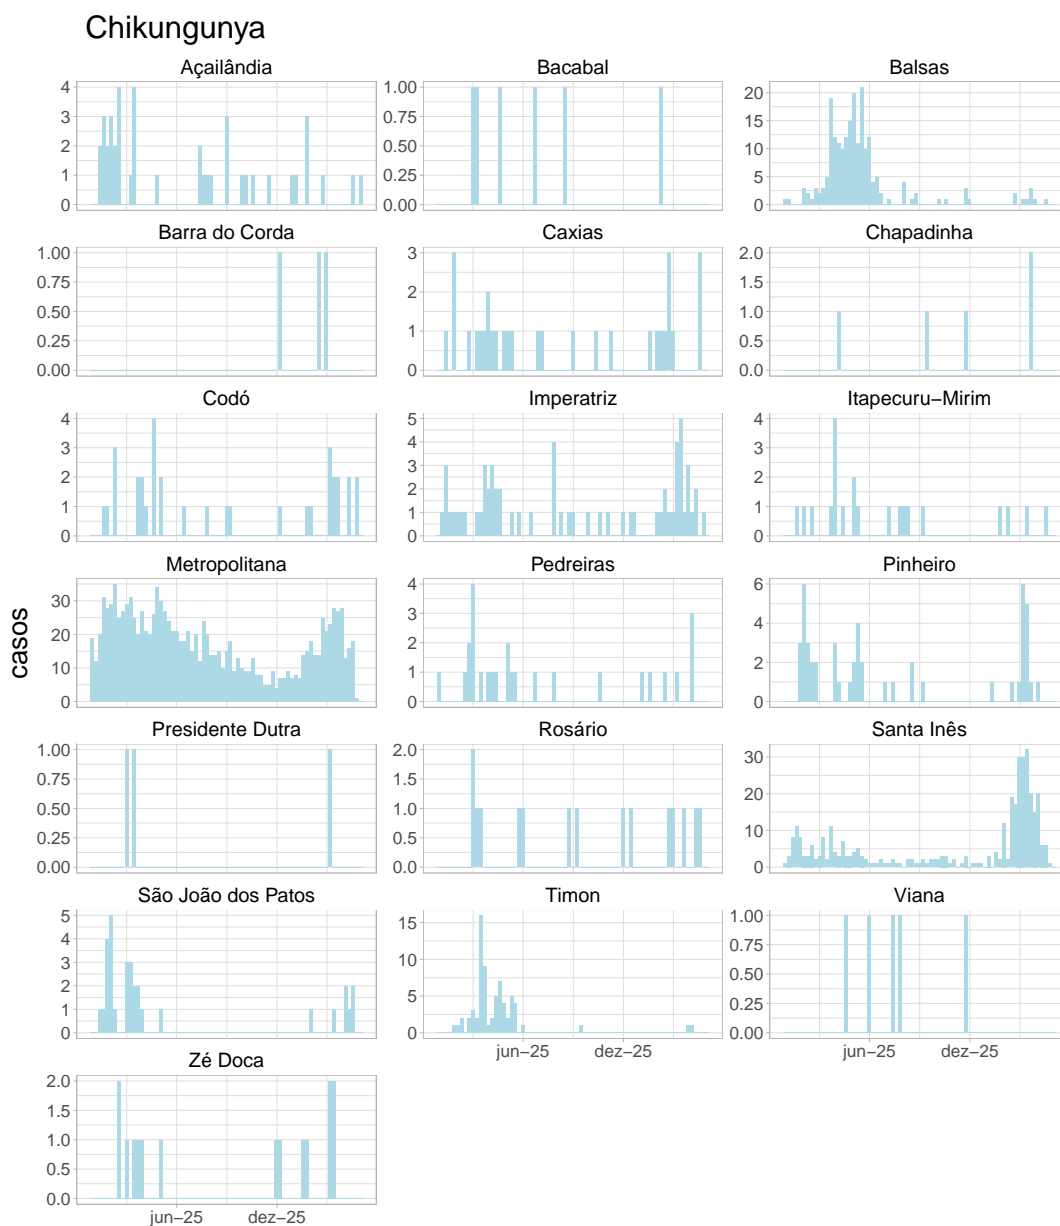 Chikungunya
Açailândia Bacabal Balsas
4 3 2 1 0
1.00 0.75 0.50 0.25 0.00
20 15 10 5 0
Barra do Corda Caxias Chapadinha
1.00 0.75 0.50 0.25 0.00
3 2 1 0
2.0 1.5 1.0 0.5 0.0
Codó Imperatriz Itapecuru−Mirim
4 3 2 1 0
5 4 3 2 1 0
4 3 2 1 0
Metropolitana Pedreiras Pinheiro
30 20 10 0
4 3 2 1 0
6 4 2 0
casos
Presidente Dutra Rosário Santa Inês
1.00 0.75 0.50 0.25 0.00
2.0 1.5 1.0 0.5 0.0
30 20 10 0
São João dos Patos Timon Viana
5 4 3 2 1 0
15 10 5 0
1.00 0.75 0.50 0.25 0.00
jun−25 dez−25 jun−25 dez−25
Zé Doca
2.0 1.5 1.0 0.5 0.0
jun−25 dez−25